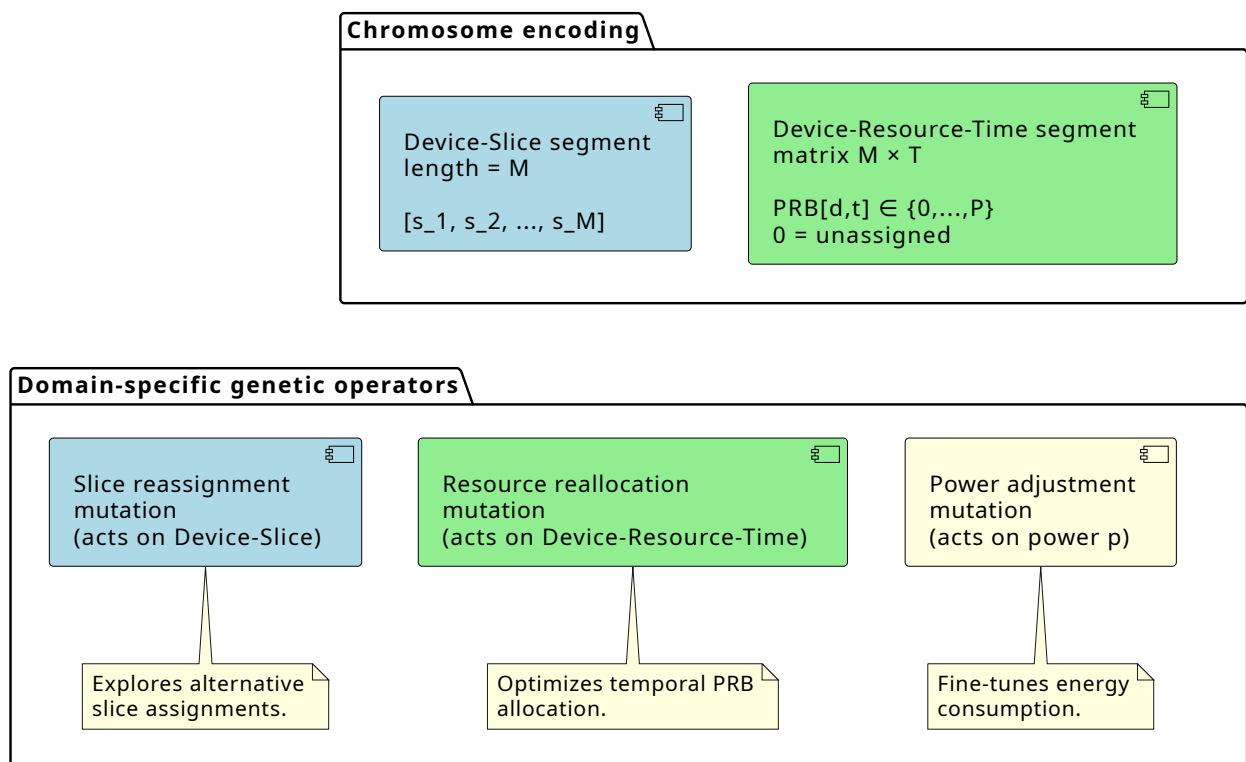 Chromosome encoding
Device-Slice segment
length = M
[s_1, s_2, ..., s_M]
Device-Resource-Time segment
matrix M × T
PRB[d,t] ∈ {0,...,P}
0 = unassigned
Domain-specific genetic operators
Slice reassignment
mutation
(acts on Device-Slice)
Resource reallocation
mutation
(acts on Device-Resource-Time)
Power adjustment
mutation
(acts on power p)
Explores alternative
slice assignments.
Optimizes temporal PRB
allocation.
Fine-tunes energy
consumption.